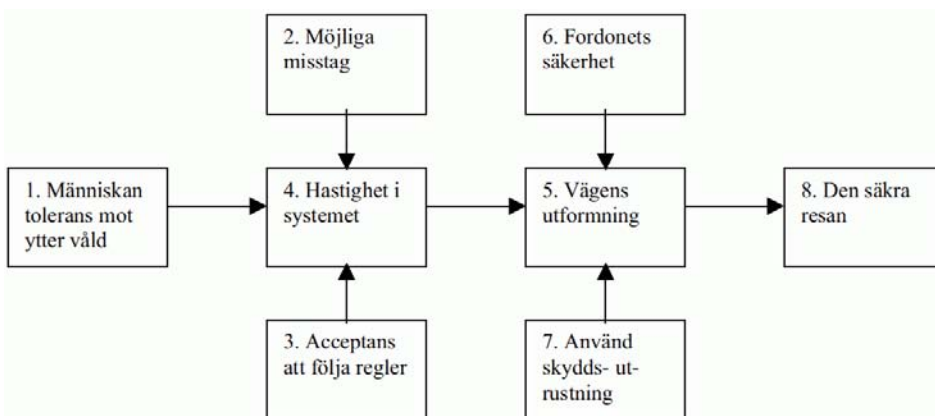 2. Möjliga
misstag
6. Fordonets
säkerhet
1. Människan
tolerans mot
ytter våld
4. Hastighet i
systemet
5. Vägens
utformning
8. Den säkra
resan
3. Acceptans
att följa regler
7. Använd
skydds- ut-
rustning